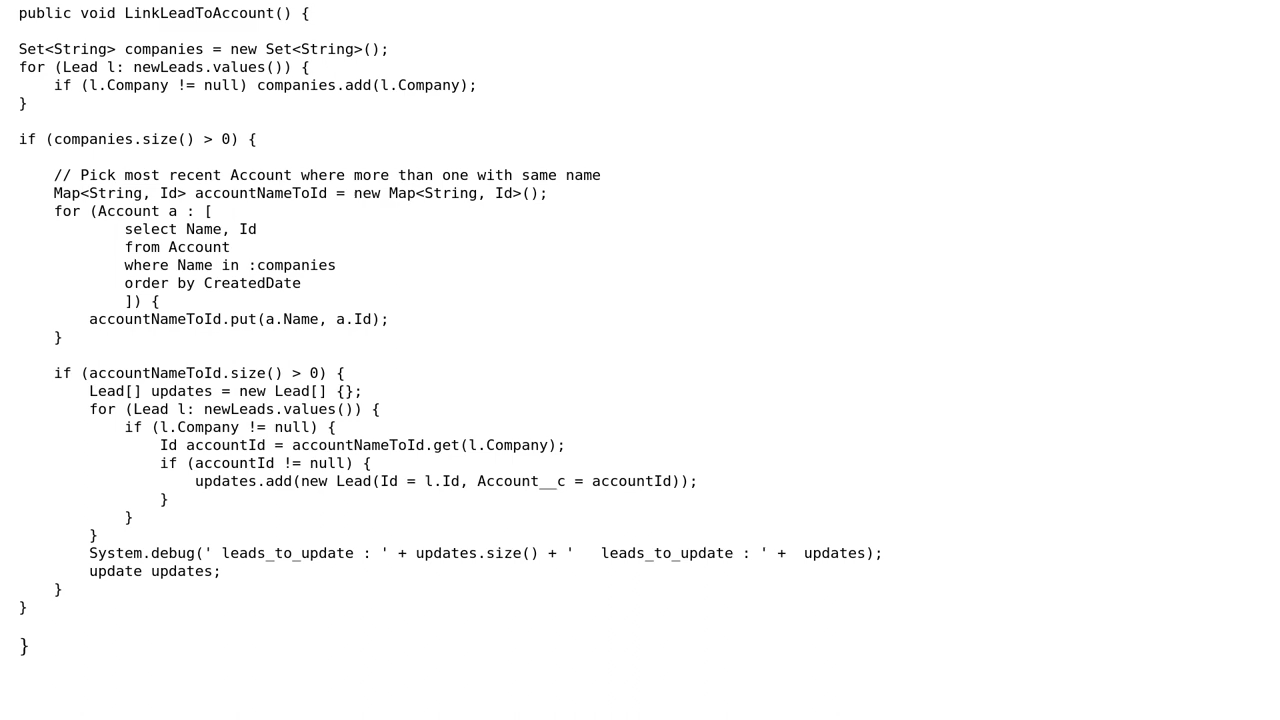 public void LinkLeadToAccount() {
Set<String> companies = new Set<String>();
for (Lead l: newLeads.values()) {
    if (l.Company != null) companies.add(l.Company);
}
if (companies.size() > 0) {
    // Pick most recent Account where more than one with same name
    Map<String, Id> accountNameToId = new Map<String, Id>();
    for (Account a : [
            select Name, Id
            from Account
            where Name in :companies
            order by CreatedDate
            ]) {
        accountNameToId.put(a.Name, a.Id);
    }
    if (accountNameToId.size() > 0) {
        Lead[] updates = new Lead[] {};
        for (Lead l: newLeads.values()) {
            if (l.Company != null) {
                Id accountId = accountNameToId.get(l.Company);
                if (accountId != null) {
                    updates.add(new Lead(Id = l.Id, Account__c = accountId));
                }
            }
        }
        System.debug(' leads_to_update : ' + updates.size() + '   leads_to_update : ' +  updates);
        update updates;
    }
}
}